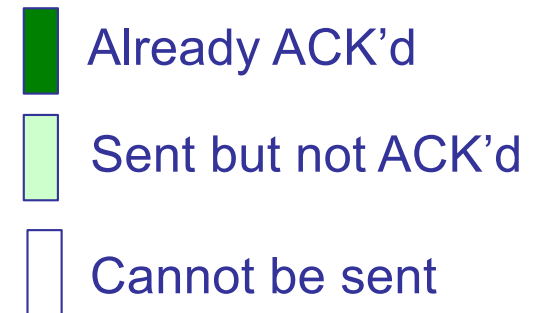 Already ACK’d
Sent but not ACK’d
Cannot be sent